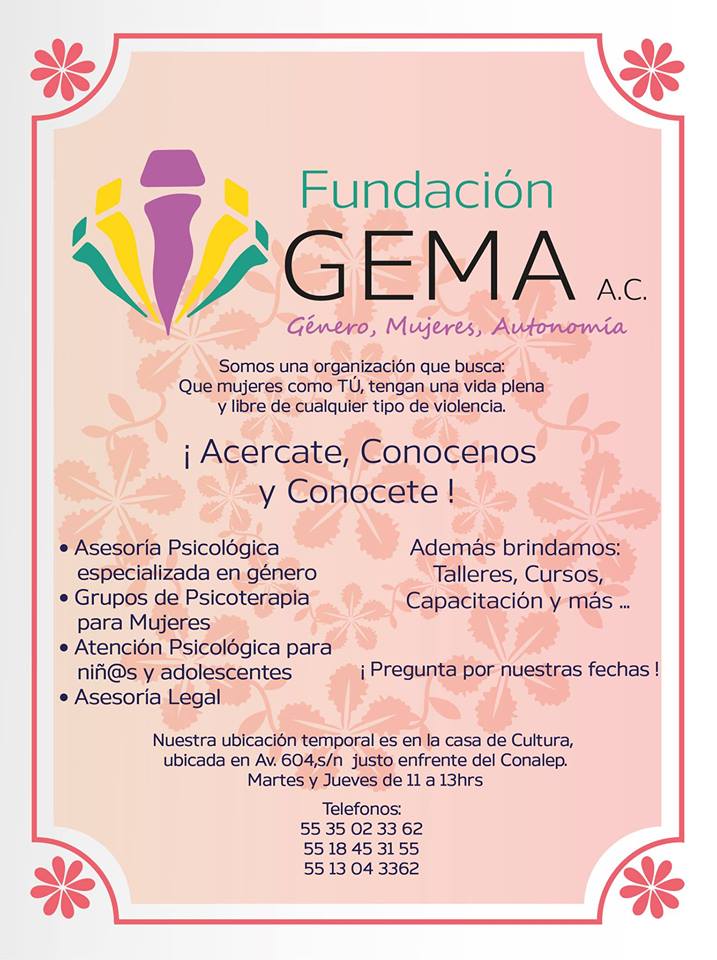 Fundación
GEMA A.C.
Género, Mujeres, Autonomía
Somos una organización que busca:
Que mujeres como TÚ, tengan una vida plena
y libre de cualquier tipo de violencia.
¡ Acercate, Conocenos
y Conocete !
• Asesoría Psicológica
especializada en género
• Grupos de Psicoterapia
para Mujeres
• Atención Psicológica para
niñ@s y adolescentes
• Asesoría Legal
Además brindamos:
Talleres, Cursos,
Capacitación y más ...
¡ Pregunta por nuestras fechas !
Nuestra ubicación temporal es en la casa de Cultura,
ubicada en Av. 604,s/n justo enfrente del Conalep.
Martes y Jueves de 11 a 13hrs
Telefonos:
55 35 02 33 62
55 18 45 31 55
55 13 04 3362